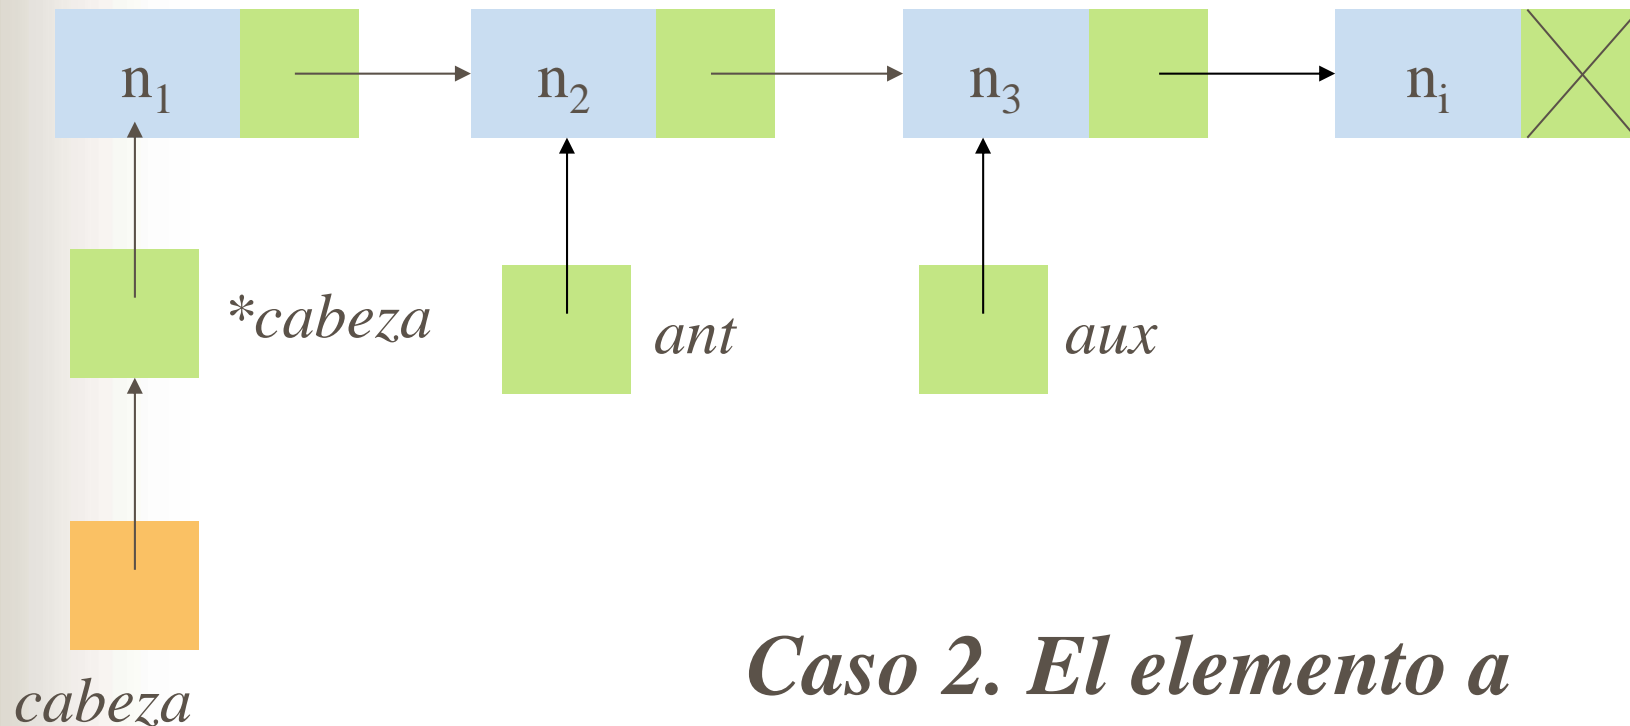 n₁ n₂ n₃ nᵢ
*cabeza
ant
aux
cabeza
Caso 2. El elemento a